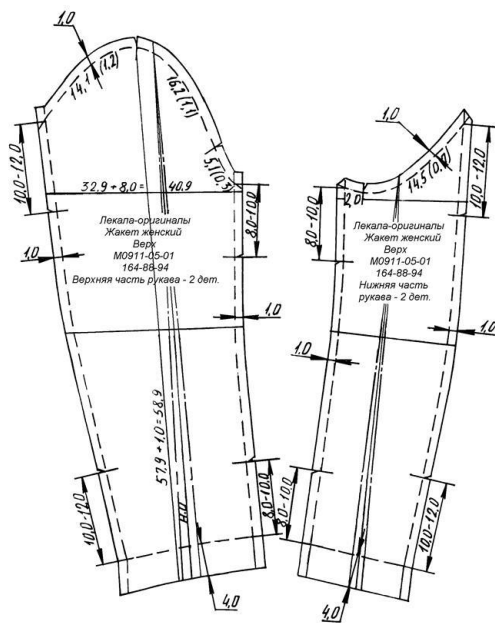 1,0
14,1 (1,2)
16,2 (1,1)
5,1 (0,3)
10,0-12,0
32,9 + 8,0 = 40,9
8,0-10,0
Лекала-оригиналы
Жакет женский
Верх
М0911-05-01
164-88-94
Верхняя часть рукава - 2 дет.
1,0
1,0
57,9 + 1,0 = 58,9
10,0-12,0
8,0-10,0
4,0
1,0
14,5 (0,0)
10,0-12,0
8,0-10,0
2,0
Лекала-оригиналы
Жакет женский
Верх
М0911-05-01
164-88-94
Нижняя часть
рукава - 2 дет.
1,0
1,0
8,0-10,0
10,0-12,0
4,0